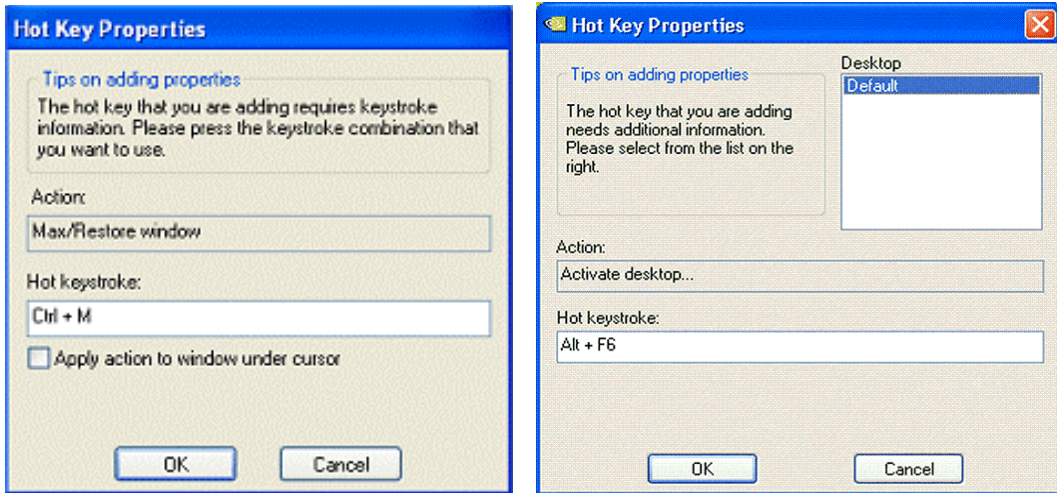 Hot Key Properties
Tips on adding properties
The hot key that you are adding requires keystroke
information. Please press the keystroke combination that
you want to use.
Action:
Max/Restore window
Hot keystroke:
Ctrl + M
Apply action to window under cursor
OK
Cancel
Hot Key Properties
Tips on adding properties
The hot key that you are adding
needs additional information.
Please select from the list on the
right.
Desktop
Default
Action:
Activate desktop...
Hot keystroke:
Alt + F6
OK
Cancel